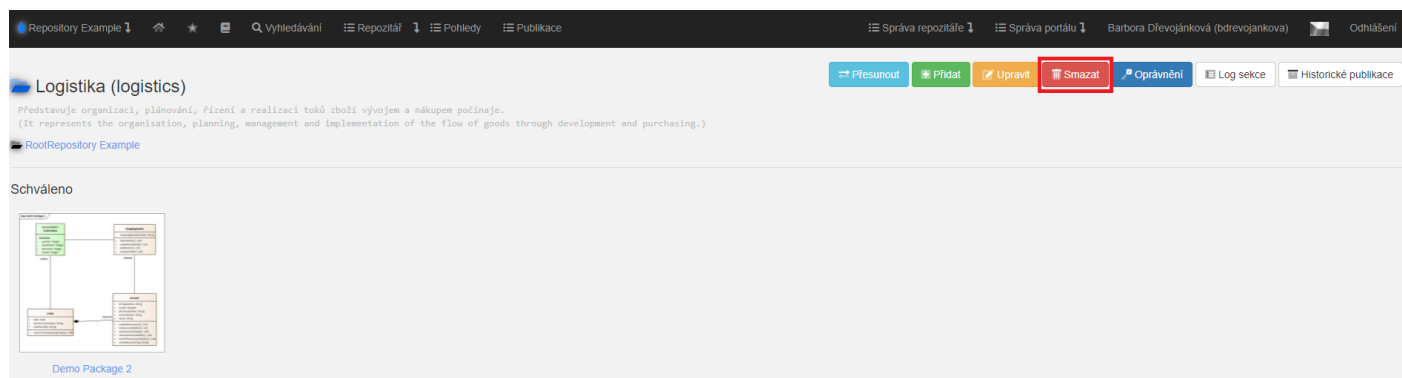 Repository Example
Vyhledávání
Repozitář
Pohledy
Publikace
Správa repozitáře
Správa portálu
Barbora Dřevojánková (bdrevojankova)
Odhlášení
Logistika (logistics)
Přesunout
Přidat
Upravit
Smazat
Oprávnění
Log sekce
Historické publikace
Představuje organizaci, plánování, řízení a realizaci toků zboží vývojem a nákupem počínaje.
(It represents the organisation, planning, management and implementation of the flow of goods through development and purchasing.)
RootRepository Example
Schváleno
Demo Package 2